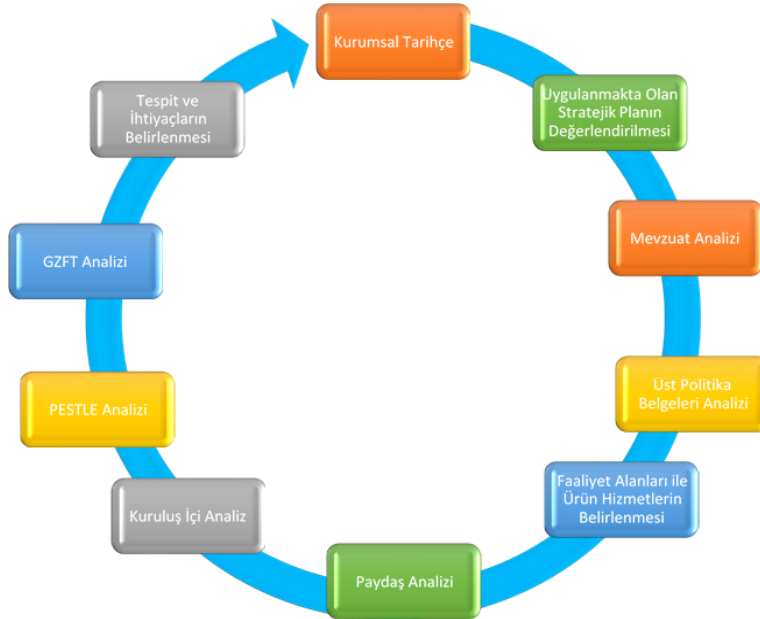 Kurumsal Tarihçe
Uygulanmakta Olan
Stratejik Planın
Değerlendirilmesi
Mevzuat Analizi
Üst Politika
Belgeleri Analizi
Faaliyet Alanları ile
Ürün Hizmetlerin
Belirlenmesi
Paydaş Analizi
Kuruluş İçi Analiz
PESTLE Analizi
GZFT Analizi
Tespit ve
İhtiyaçların
Belirlenmesi